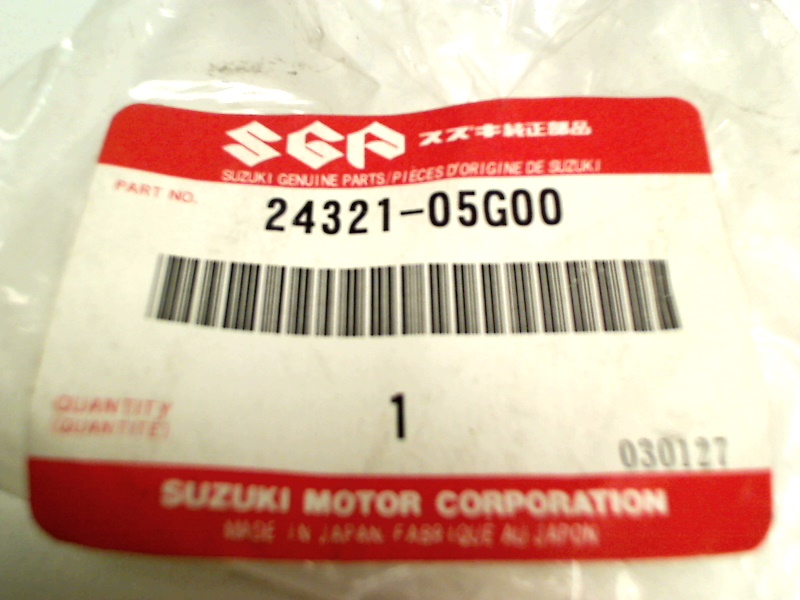 SGP スズキ純正部品
SUZUKI GENUINE PARTS/PIÈCES D'ORIGINE DE SUZUKI
PART NO.
24321-05G00
QUANTITY
(QUANTITÉ)
1
030127
SUZUKI MOTOR CORPORATION
MADE IN JAPAN FABRIQUÉ AU JAPON